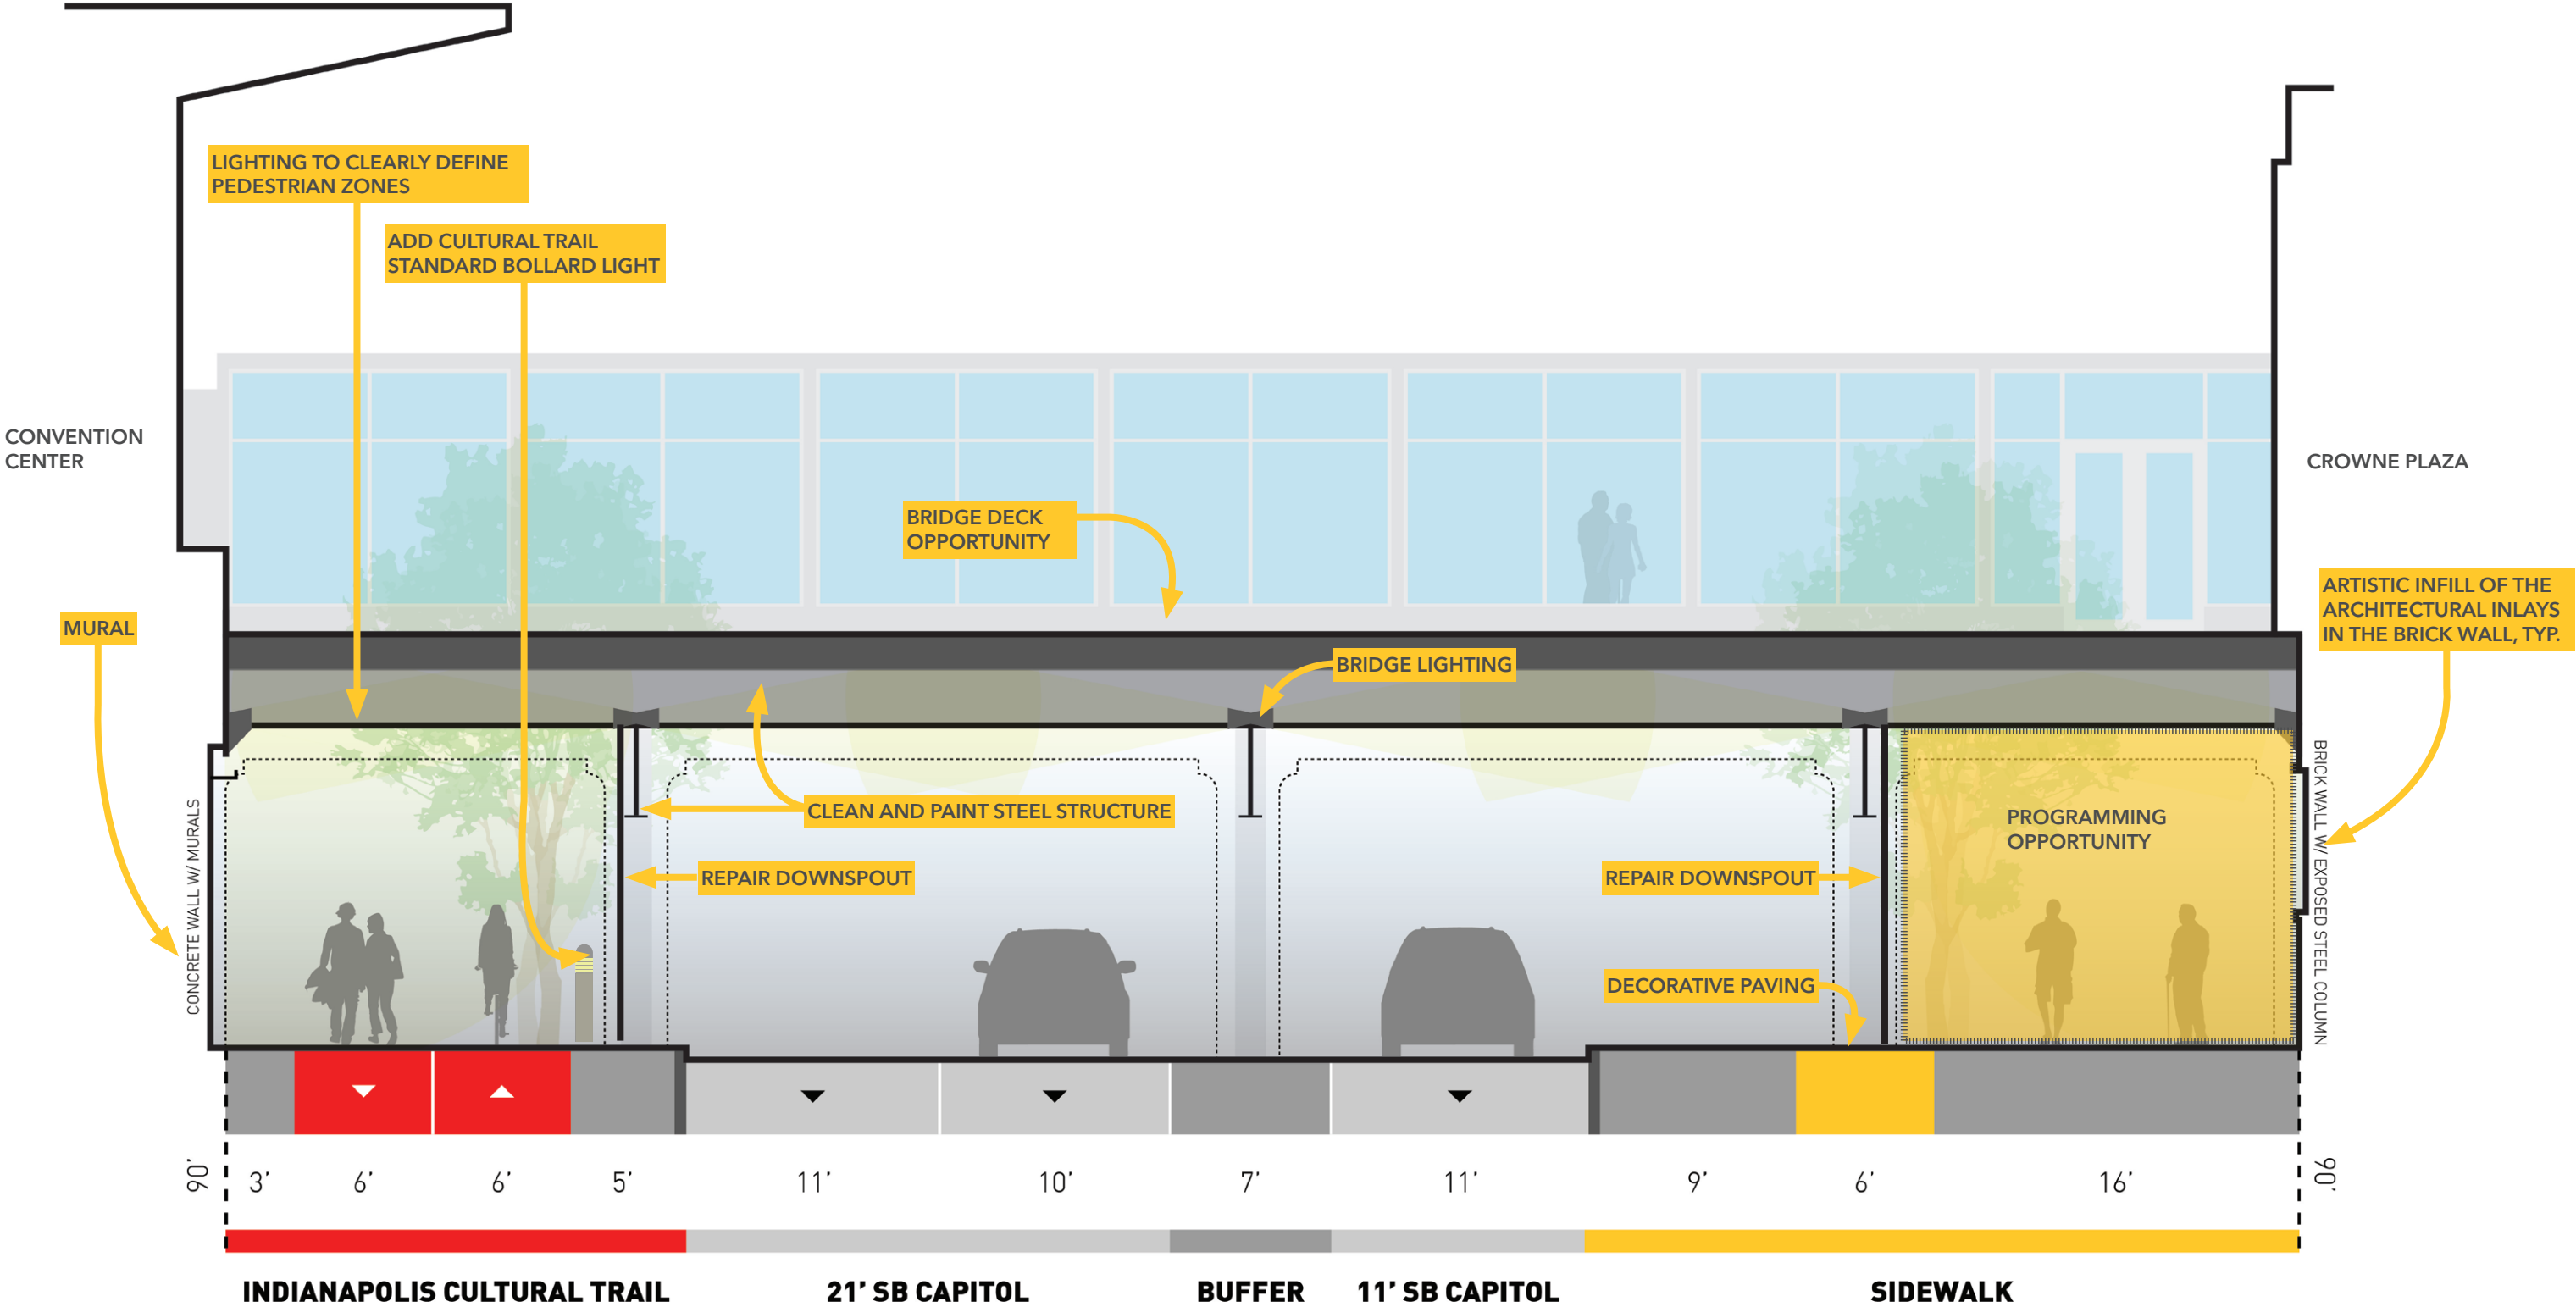 LIGHTING TO CLEARLY DEFINE
PEDESTRIAN ZONES
ADD CULTURAL TRAIL
STANDARD BOLLARD LIGHT
CONVENTION
CENTER
CROWNE PLAZA
BRIDGE DECK
OPPORTUNITY
MURAL
ARTISTIC INFILL OF THE
ARCHITECTURAL INLAYS
IN THE BRICK WALL, TYP.
BRIDGE LIGHTING
CLEAN AND PAINT STEEL STRUCTURE
PROGRAMMING
OPPORTUNITY
REPAIR DOWNSPOUT
REPAIR DOWNSPOUT
DECORATIVE PAVING
CONCRETE WALL W/ MURALS
BRICK WALL W/ EXPOSED STEEL COLUMN
90'
3'
6'
6'
5'
11'
10'
7'
11'
9'
6'
16'
90'
INDIANAPOLIS CULTURAL TRAIL
21' SB CAPITOL
BUFFER
11' SB CAPITOL
SIDEWALK